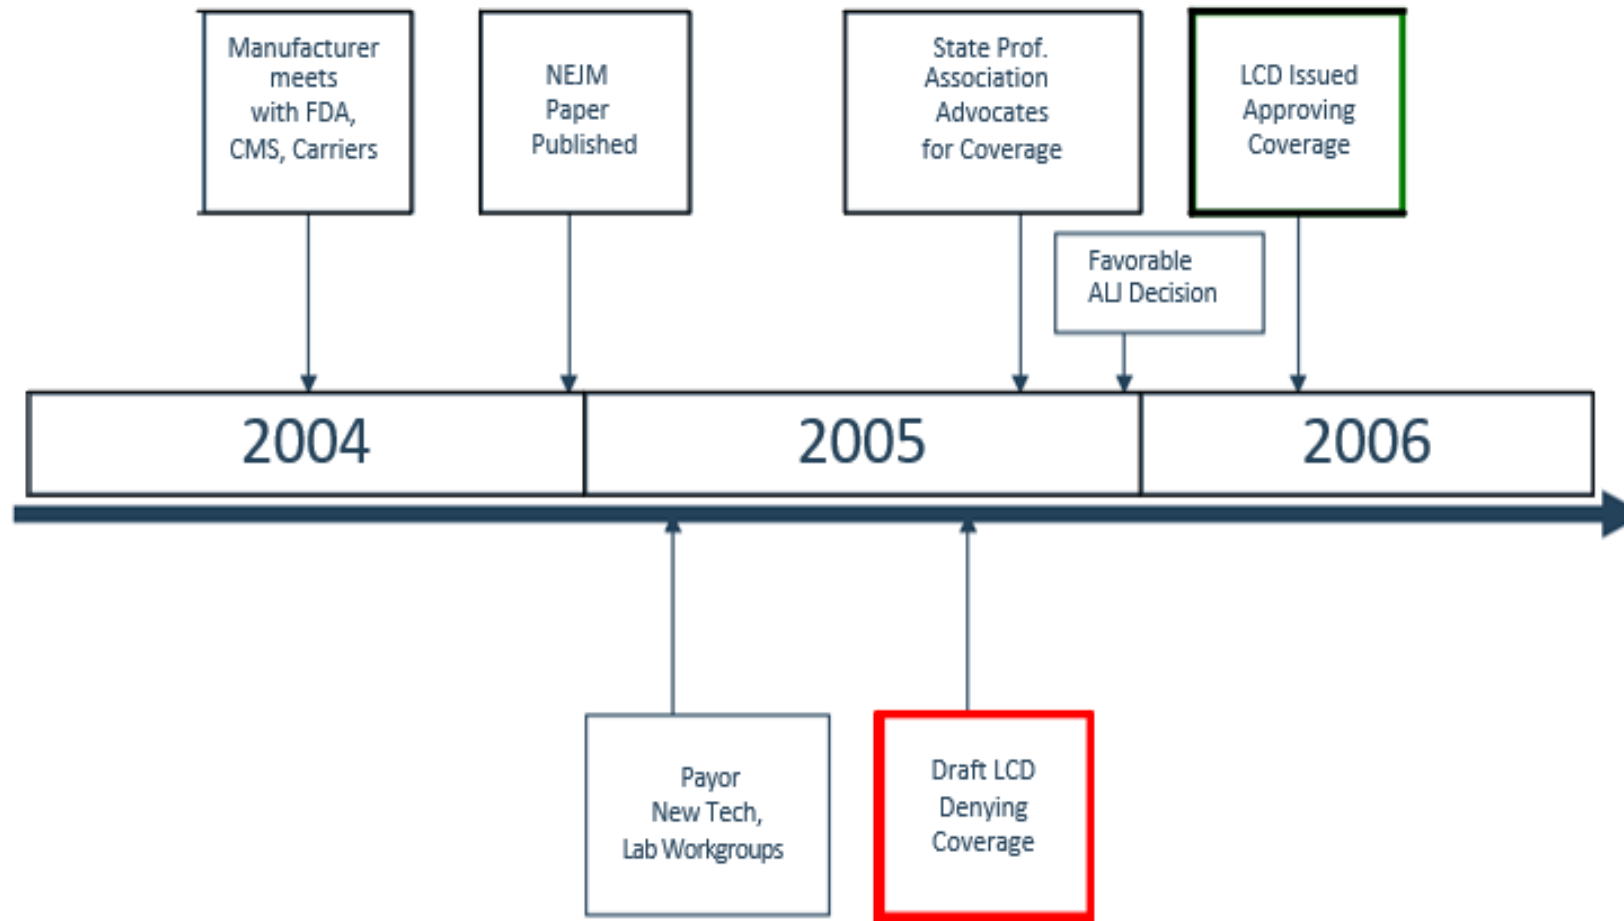 Manufacturer
meets
with FDA,
CMS, Carriers
NEJM
Paper
Published
State Prof.
Association
Advocates
for Coverage
LCD Issued
Approving
Coverage
Favorable
ALJ Decision
2004
2005
2006
Payor
New Tech,
Lab Workgroups
Draft LCD
Denying
Coverage